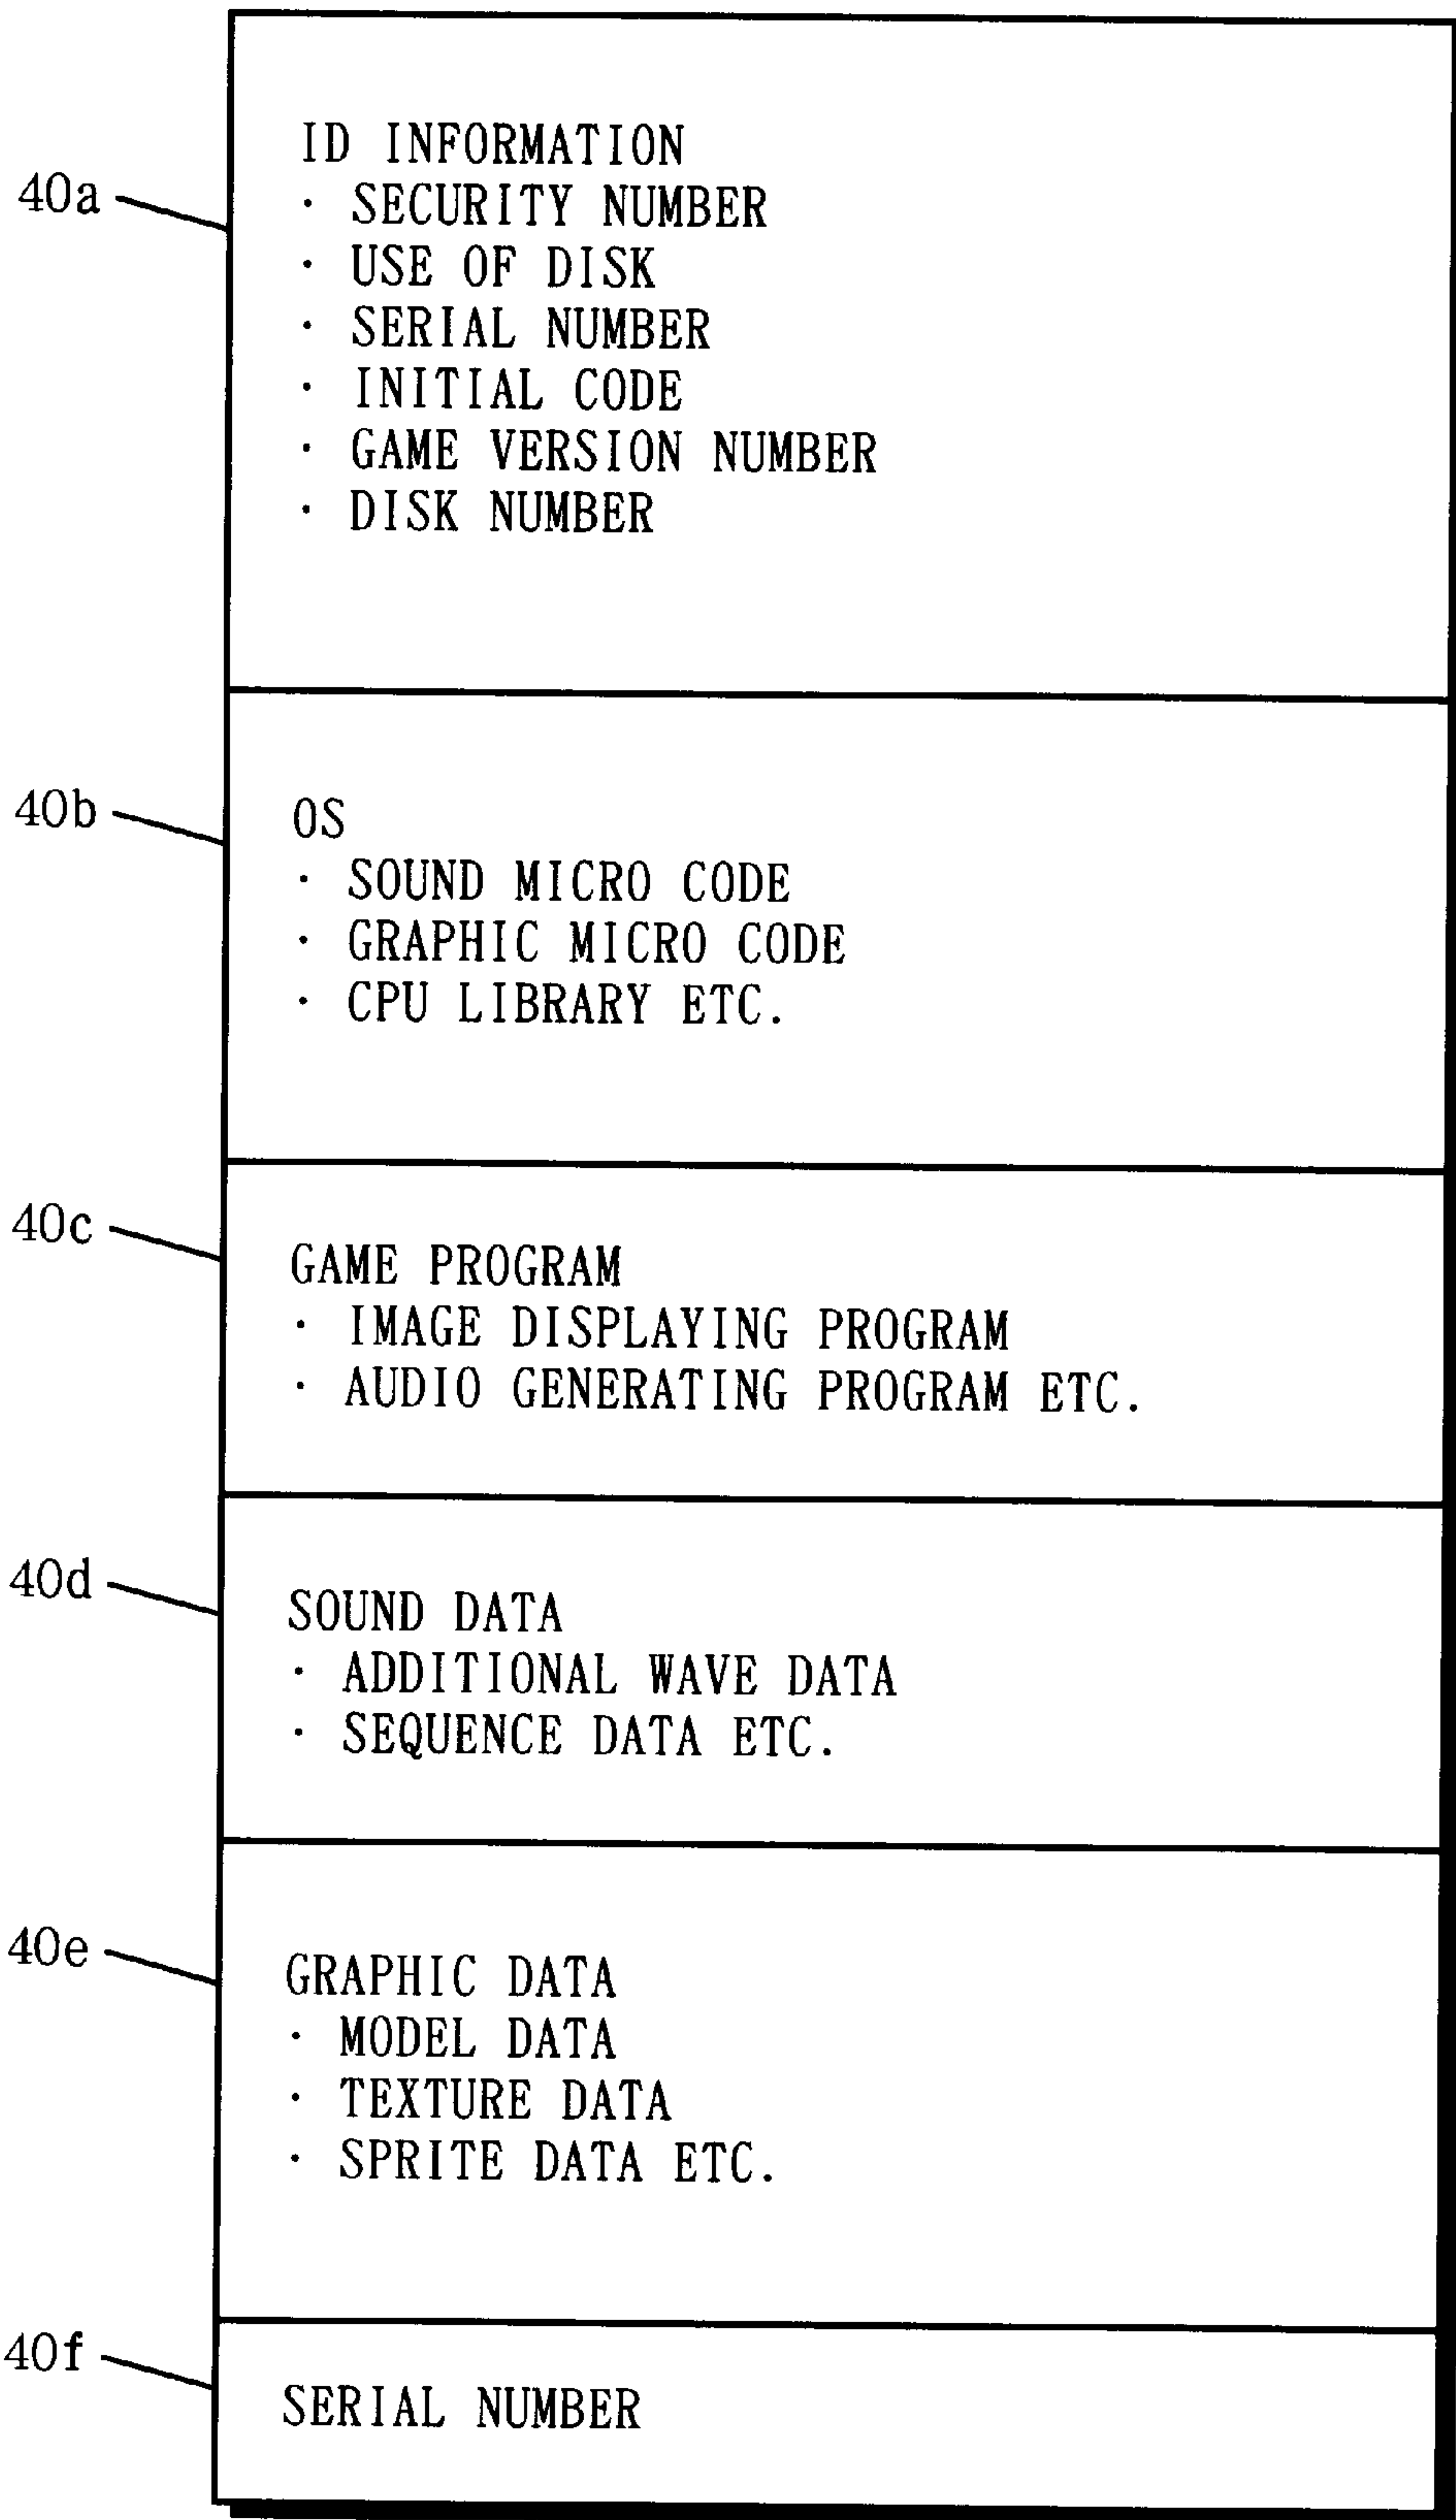 40a
ID INFORMATION
· SECURITY NUMBER
· USE OF DISK
· SERIAL NUMBER
· INITIAL CODE
· GAME VERSION NUMBER
· DISK NUMBER
40b
OS
· SOUND MICRO CODE
· GRAPHIC MICRO CODE
· CPU LIBRARY ETC.
40c
GAME PROGRAM
· IMAGE DISPLAYING PROGRAM
· AUDIO GENERATING PROGRAM ETC.
40d
SOUND DATA
· ADDITIONAL WAVE DATA
· SEQUENCE DATA ETC.
40e
GRAPHIC DATA
· MODEL DATA
· TEXTURE DATA
· SPRITE DATA ETC.
40f
SERIAL NUMBER